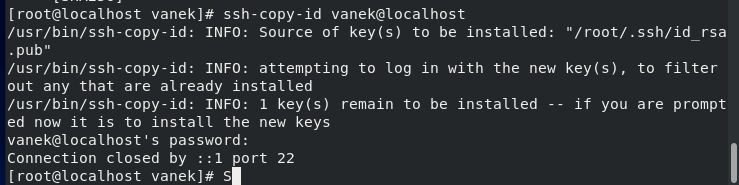 [root@localhost vanek]# ssh-copy-id vanek@localhost
/usr/bin/ssh-copy-id: INFO: Source of key(s) to be installed: "/root/.ssh/id_rsa
.pub"
/usr/bin/ssh-copy-id: INFO: attempting to log in with the new key(s), to filter
out any that are already installed
/usr/bin/ssh-copy-id: INFO: 1 key(s) remain to be installed -- if you are prompt
ed now it is to install the new keys
vanek@localhost's password:
Connection closed by ::1 port 22
[root@localhost vanek]# S